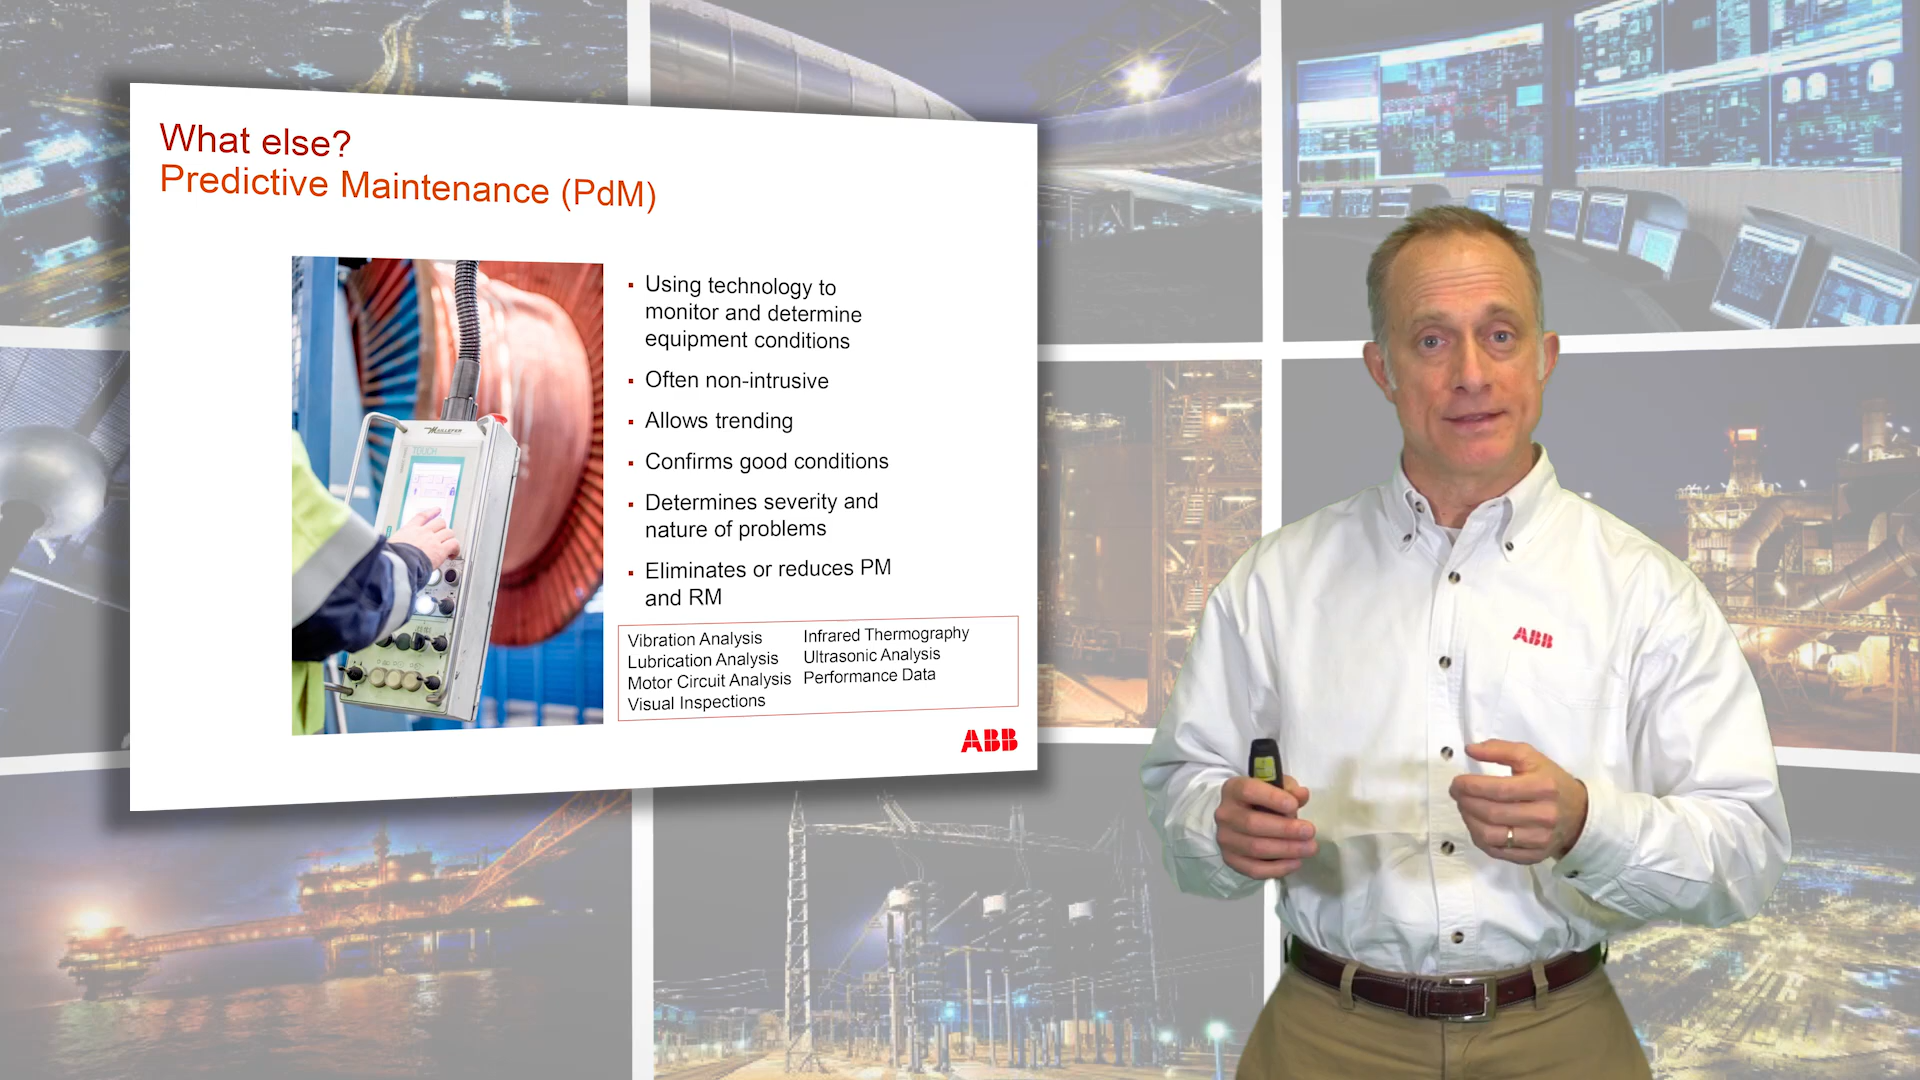 What else?
Predictive Maintenance (PdM)
Using technology to
monitor and determine
equipment conditions
Often non-intrusive
Allows trending
Confirms good conditions
Determines severity and
nature of problems
Eliminates or reduces PM
and RM
Vibration Analysis
Lubrication Analysis
Motor Circuit Analysis
Visual Inspections
Infrared Thermography
Ultrasonic Analysis
Performance Data
ABB
MAILLEFER
TOUCH
ABB